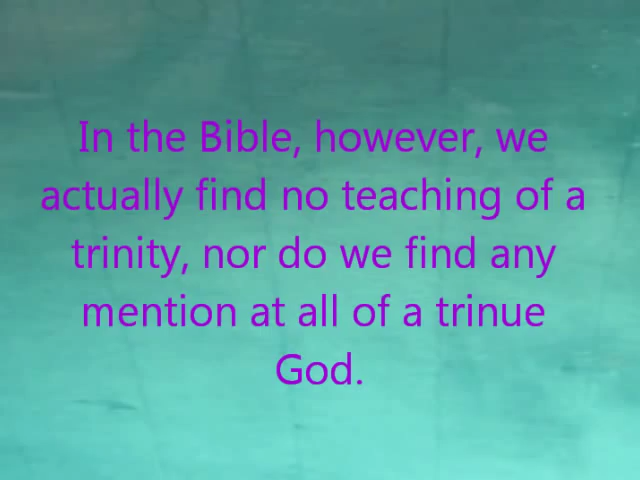 In the Bible, however, we
actually find no teaching of a
trinity, nor do we find any
mention at all of a trinue
God.